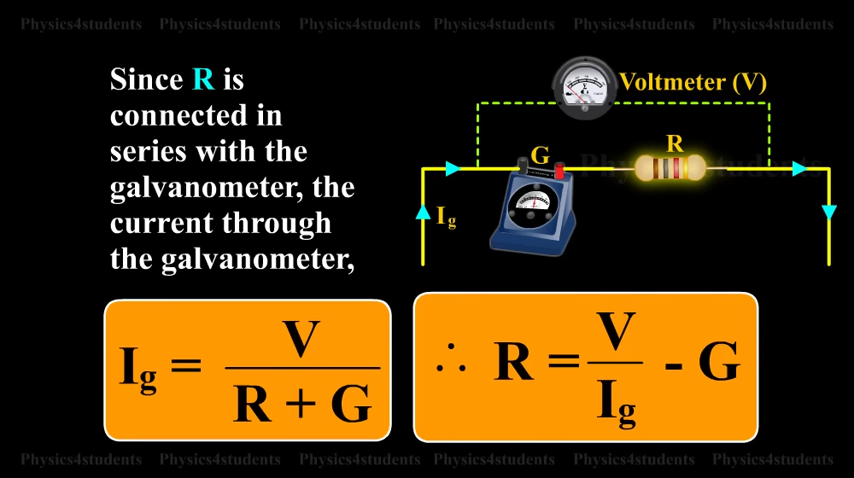 Physics4students Physics4students Physics4students Physics4students Physics4students Physics4students
Since R is
connected in
series with the
galvanometer, the
current through
the galvanometer,
Voltmeter (V)
G
R
Physics4students
Ig
Ig = V / (R + G)
∴ R = V / Ig - G
Physics4students Physics4students Physics4students Physics4students Physics4students Physics4students